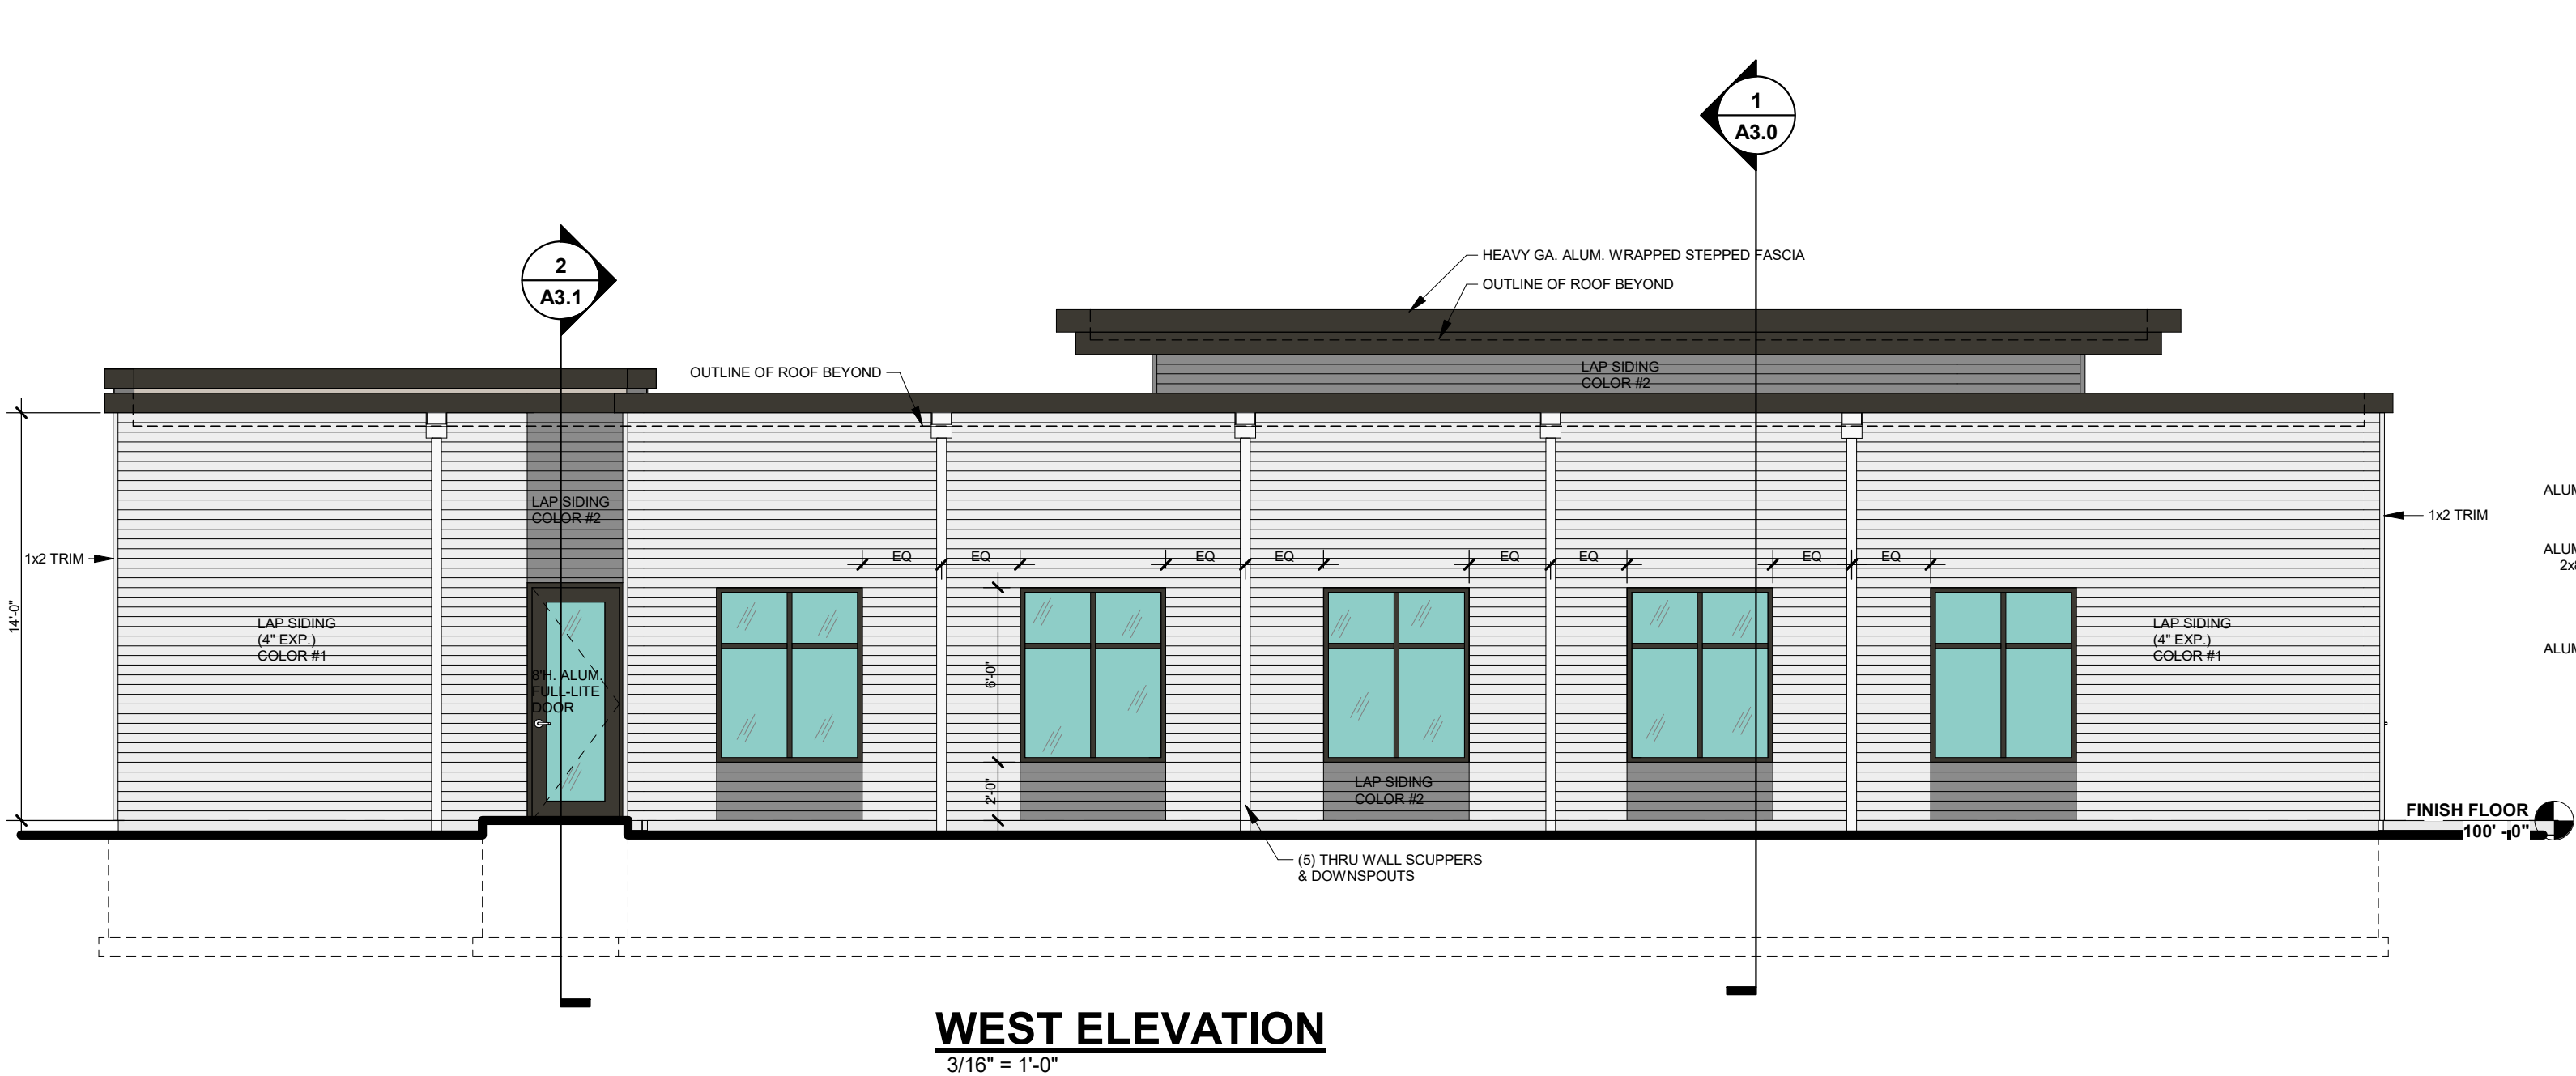 1
A3.0
2
A3.1
HEAVY GA. ALUM. WRAPPED STEPPED FASCIA
OUTLINE OF ROOF BEYOND
OUTLINE OF ROOF BEYOND
LAP SIDING
COLOR #2
LAP SIDING
COLOR #2
1x2 TRIM
1x2 TRIM
14'-0"
EQ
EQ
EQ
EQ
EQ
EQ
EQ
EQ
LAP SIDING
(4" EXP.)
COLOR #1
8'H. ALUM.
FULL-LITE
DOOR
6'-0"
2'-0"
LAP SIDING
COLOR #2
LAP SIDING
(4" EXP.)
COLOR #1
ALUM
ALUM
ALUM
FINISH FLOOR
100' -0"
(5) THRU WALL SCUPPERS
& DOWNSPOUTS
WEST ELEVATION
3/16" = 1'-0"